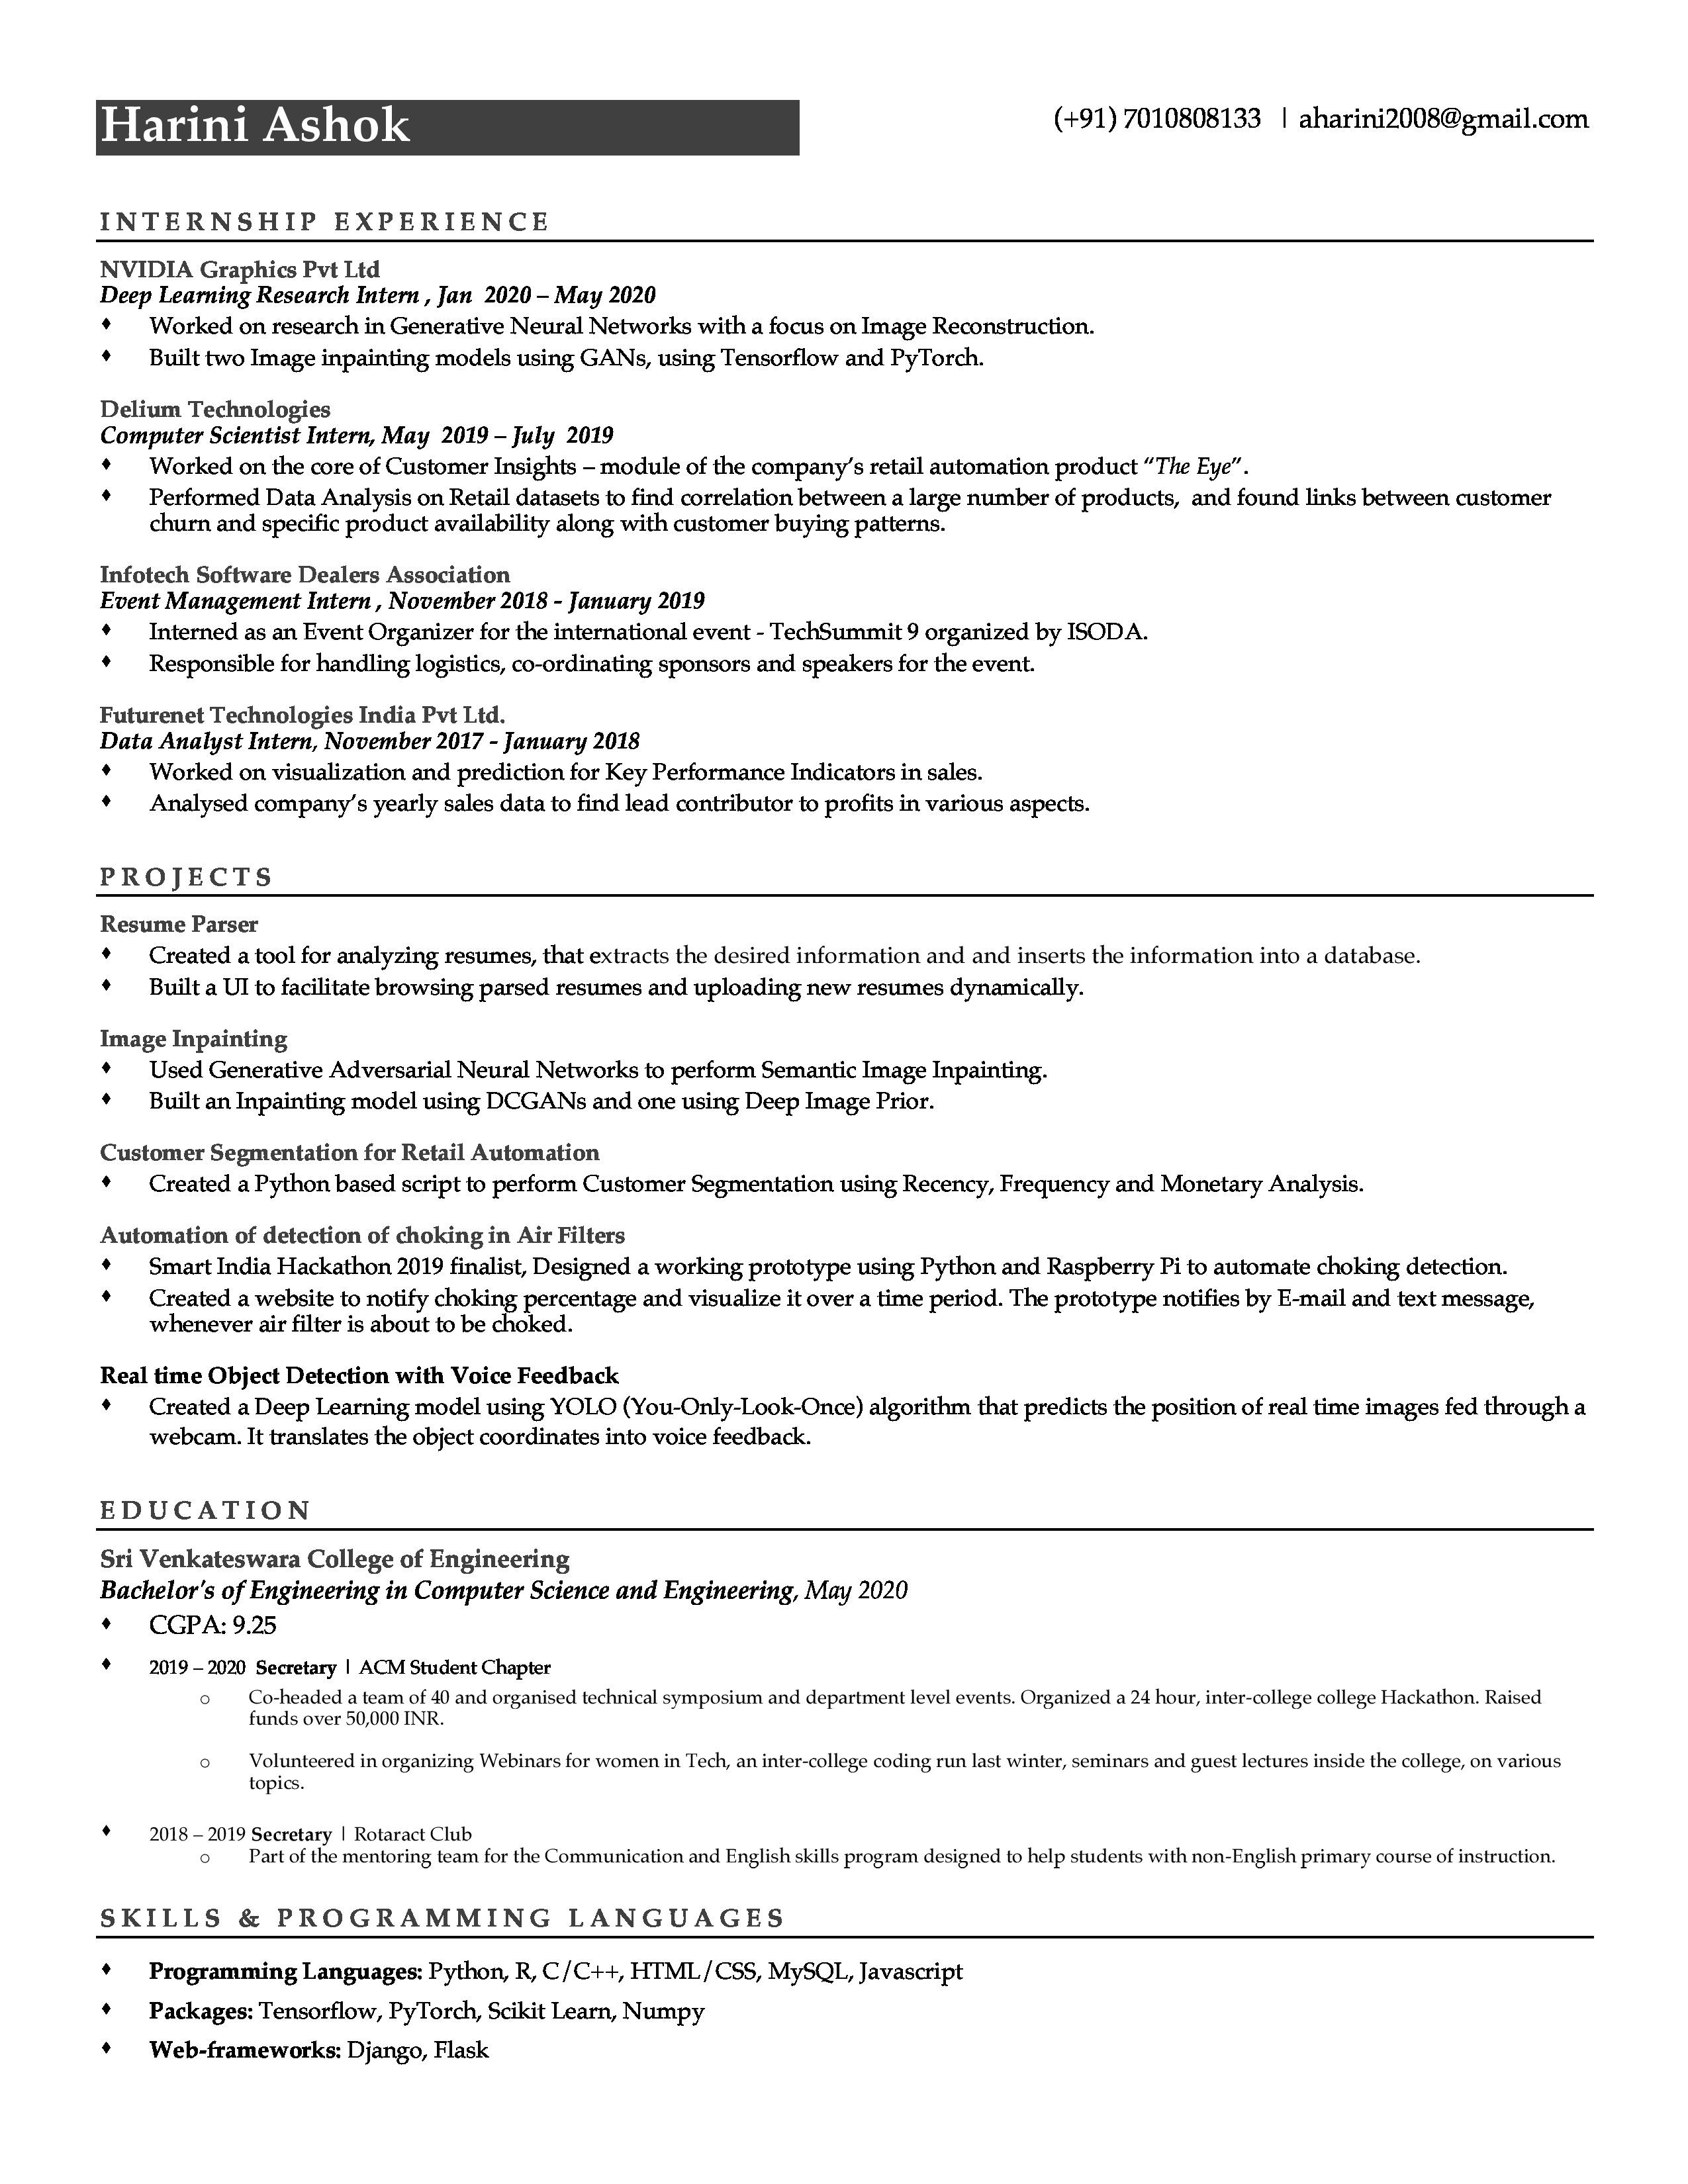 Harini Ashok
(+91) 7010808133 | aharini2008@gmail.com
INTERNSHIP EXPERIENCE
NVIDIA Graphics Pvt Ltd
Deep Learning Research Intern , Jan 2020 – May 2020
♦ Worked on research in Generative Neural Networks with a focus on Image Reconstruction.
♦ Built two Image inpainting models using GANs, using Tensorflow and PyTorch.
Delium Technologies
Computer Scientist Intern, May 2019 – July 2019
♦ Worked on the core of Customer Insights – module of the company’s retail automation product “The Eye”.
♦ Performed Data Analysis on Retail datasets to find correlation between a large number of products, and found links between customer
churn and specific product availability along with customer buying patterns.
Infotech Software Dealers Association
Event Management Intern , November 2018 - January 2019
♦ Interned as an Event Organizer for the international event - TechSummit 9 organized by ISODA.
♦ Responsible for handling logistics, co-ordinating sponsors and speakers for the event.
Futurenet Technologies India Pvt Ltd.
Data Analyst Intern, November 2017 - January 2018
♦ Worked on visualization and prediction for Key Performance Indicators in sales.
♦ Analysed company’s yearly sales data to find lead contributor to profits in various aspects.
PROJECTS
Resume Parser
♦ Created a tool for analyzing resumes, that extracts the desired information and and inserts the information into a database.
♦ Built a UI to facilitate browsing parsed resumes and uploading new resumes dynamically.
Image Inpainting
♦ Used Generative Adversarial Neural Networks to perform Semantic Image Inpainting.
♦ Built an Inpainting model using DCGANs and one using Deep Image Prior.
Customer Segmentation for Retail Automation
♦ Created a Python based script to perform Customer Segmentation using Recency, Frequency and Monetary Analysis.
Automation of detection of choking in Air Filters
♦ Smart India Hackathon 2019 finalist, Designed a working prototype using Python and Raspberry Pi to automate choking detection.
♦ Created a website to notify choking percentage and visualize it over a time period. The prototype notifies by E-mail and text message,
whenever air filter is about to be choked.
Real time Object Detection with Voice Feedback
♦ Created a Deep Learning model using YOLO (You-Only-Look-Once) algorithm that predicts the position of real time images fed through a
webcam. It translates the object coordinates into voice feedback.
EDUCATION
Sri Venkateswara College of Engineering
Bachelor’s of Engineering in Computer Science and Engineering, May 2020
♦ CGPA: 9.25
♦ 2019 – 2020 Secretary | ACM Student Chapter
o Co-headed a team of 40 and organised technical symposium and department level events. Organized a 24 hour, inter-college college Hackathon. Raised
funds over 50,000 INR.
o Volunteered in organizing Webinars for women in Tech, an inter-college coding run last winter, seminars and guest lectures inside the college, on various
topics.
♦ 2018 – 2019 Secretary | Rotaract Club
o Part of the mentoring team for the Communication and English skills program designed to help students with non-English primary course of instruction.
SKILLS & PROGRAMMING LANGUAGES
♦ Programming Languages: Python, R, C/C++, HTML/CSS, MySQL, Javascript
♦ Packages: Tensorflow, PyTorch, Scikit Learn, Numpy
♦ Web-frameworks: Django, Flask